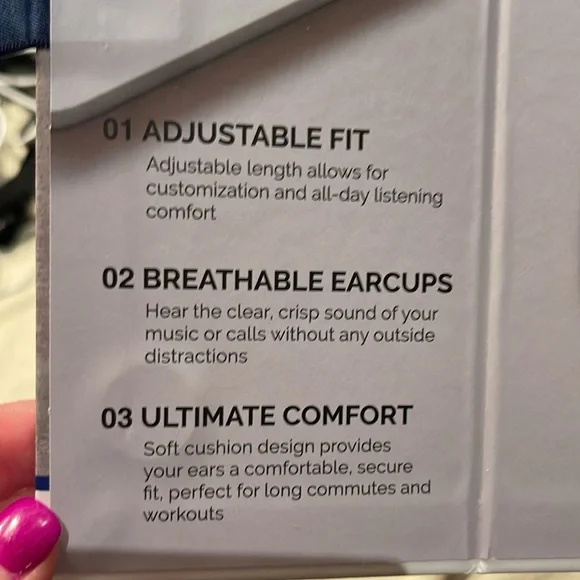 01 ADJUSTABLE FIT
Adjustable length allows for
customization and all-day listening
comfort
02 BREATHABLE EARCUPS
Hear the clear, crisp sound of your
music or calls without any outside
distractions
03 ULTIMATE COMFORT
Soft cushion design provides
your ears a comfortable, secure
fit, perfect for long commutes and
workouts